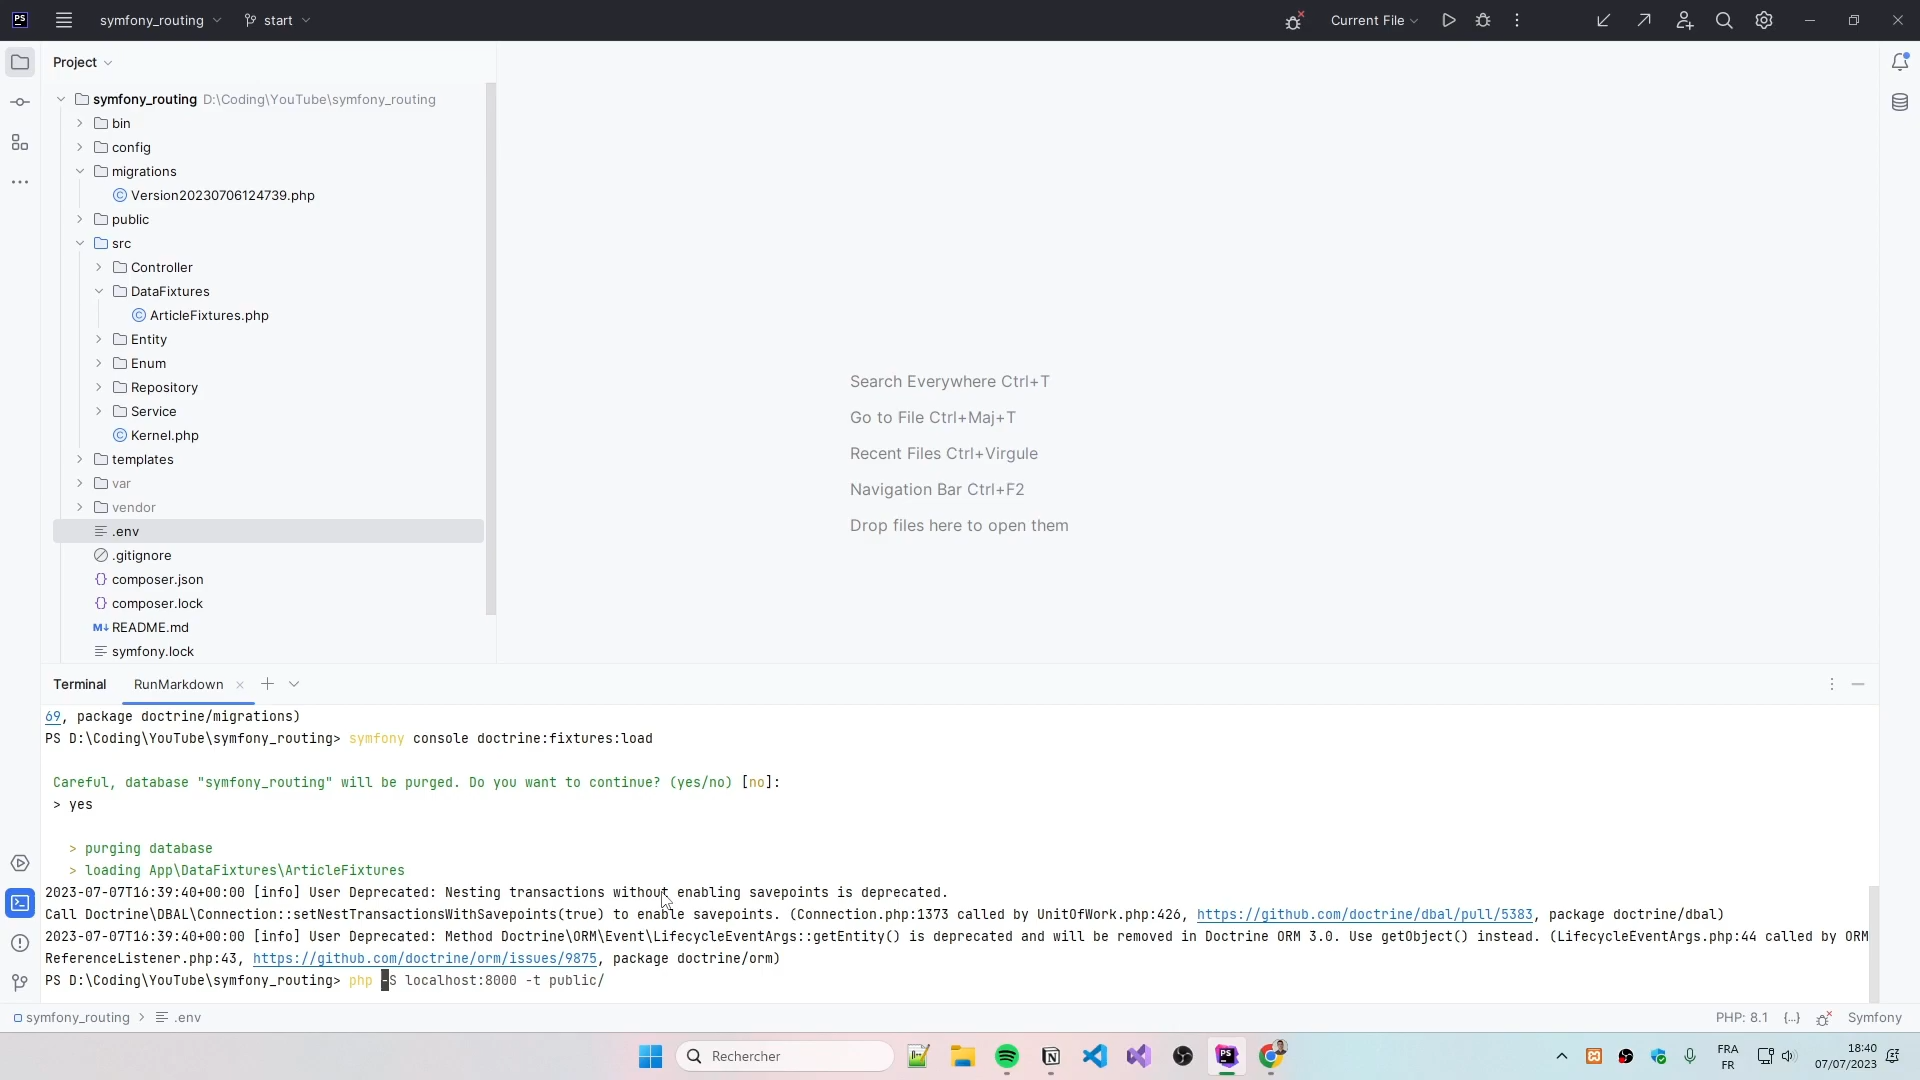 PS
symfony_routing
start
Current File
Project
symfony_routing D:\Coding\YouTube\symfony_routing
bin
config
migrations
Version20230706124739.php
public
src
Controller
DataFixtures
ArticleFixtures.php
Entity
Enum
Repository
Service
Kernel.php
templates
var
vendor
.env
.gitignore
composer.json
composer.lock
README.md
symfony.lock
Search Everywhere Ctrl+T
Go to File Ctrl+Maj+T
Recent Files Ctrl+Virgule
Navigation Bar Ctrl+F2
Drop files here to open them
Terminal RunMarkdown
69, package doctrine/migrations)
PS D:\Coding\YouTube\symfony_routing> symfony console doctrine:fixtures:load
Careful, database "symfony_routing" will be purged. Do you want to continue? (yes/no) [no]:
> yes
> purging database
> loading App\DataFixtures\ArticleFixtures
2023-07-07T16:39:40+00:00 [info] User Deprecated: Nesting transactions without enabling savepoints is deprecated.
Call Doctrine\DBAL\Connection::setNestTransactionsWithSavepoints(true) to enable savepoints. (Connection.php:1373 called by UnitOfWork.php:426, https://github.com/doctrine/dbal/pull/5383, package doctrine/dbal)
2023-07-07T16:39:40+00:00 [info] User Deprecated: Method Doctrine\ORM\Event\LifecycleEventArgs::getEntity() is deprecated and will be removed in Doctrine ORM 3.0. Use getObject() instead. (LifecycleEventArgs.php:44 called by ORM
ReferenceListener.php:43, https://github.com/doctrine/orm/issues/9875, package doctrine/orm)
PS D:\Coding\YouTube\symfony_routing> php -S localhost:8000 -t public/
symfony_routing > .env
PHP: 8.1 {...} Symfony
Rechercher
FRA
FR
18:40
07/07/2023